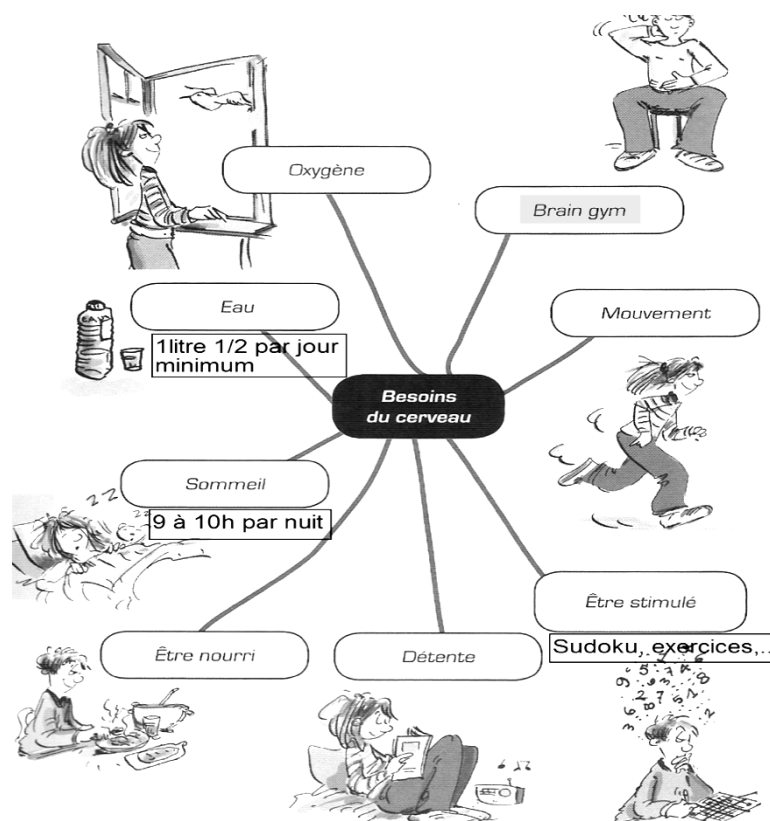 Oxygène
Brain gym
Eau
1litre 1/2 par jour
minimum
Mouvement
Besoins
du cerveau
Sommeil
zz
9 à 10h par nuit
Être stimulé
Sudoku, exercices,..
Être nourri
Détente